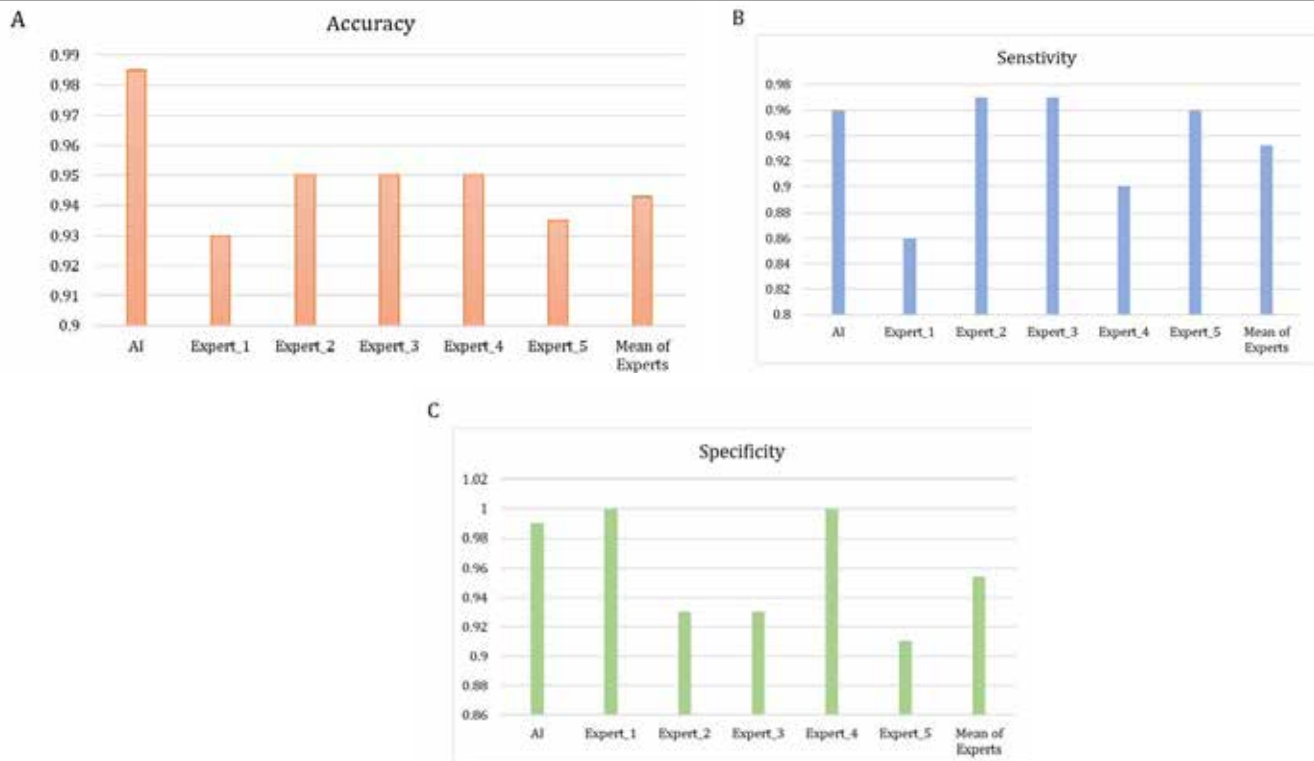 A
Accuracy
0.99
0.98
0.97
0.96
0.95
0.94
0.93
0.92
0.91
0.9
AI Expert_1 Expert_2 Expert_3 Expert_4 Expert_5 Mean of
Experts
B
Senstivity
0.98
0.96
0.94
0.92
0.9
0.88
0.86
0.84
0.82
0.8
AI Expert_1 Expert_2 Expert_3 Expert_4 Expert_5 Mean of
Experts
C
Specificity
1.02
1
0.98
0.96
0.94
0.92
0.9
0.88
0.86
AI Expert_1 Expert_2 Expert_3 Expert_4 Expert_5 Mean of
Experts